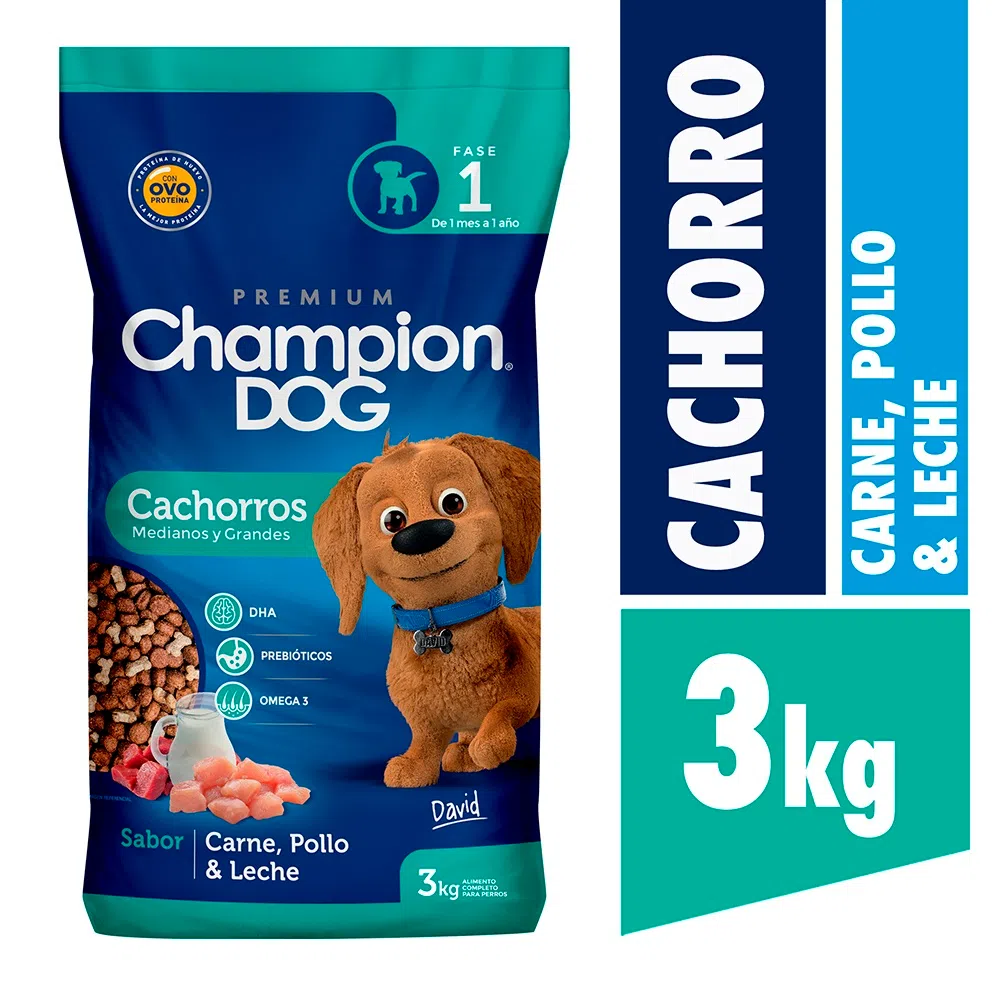 PROTEÍNA DE HUEVO
CON
OVO
PROTEÍNA
LA MEJOR PROTEÍNA
FASE
1
De 1 mes a 1 año
PREMIUM
Champion®
DOG
Cachorros
Medianos y Grandes
DHA
PREBIÓTICOS
OMEGA 3
DAVID
David
Sabor
Carne, Pollo
& Leche
3kg
ALIMENTO
COMPLETO
PARA PERROS
CACHORRO
CARNE, POLLO
& LECHE
3kg